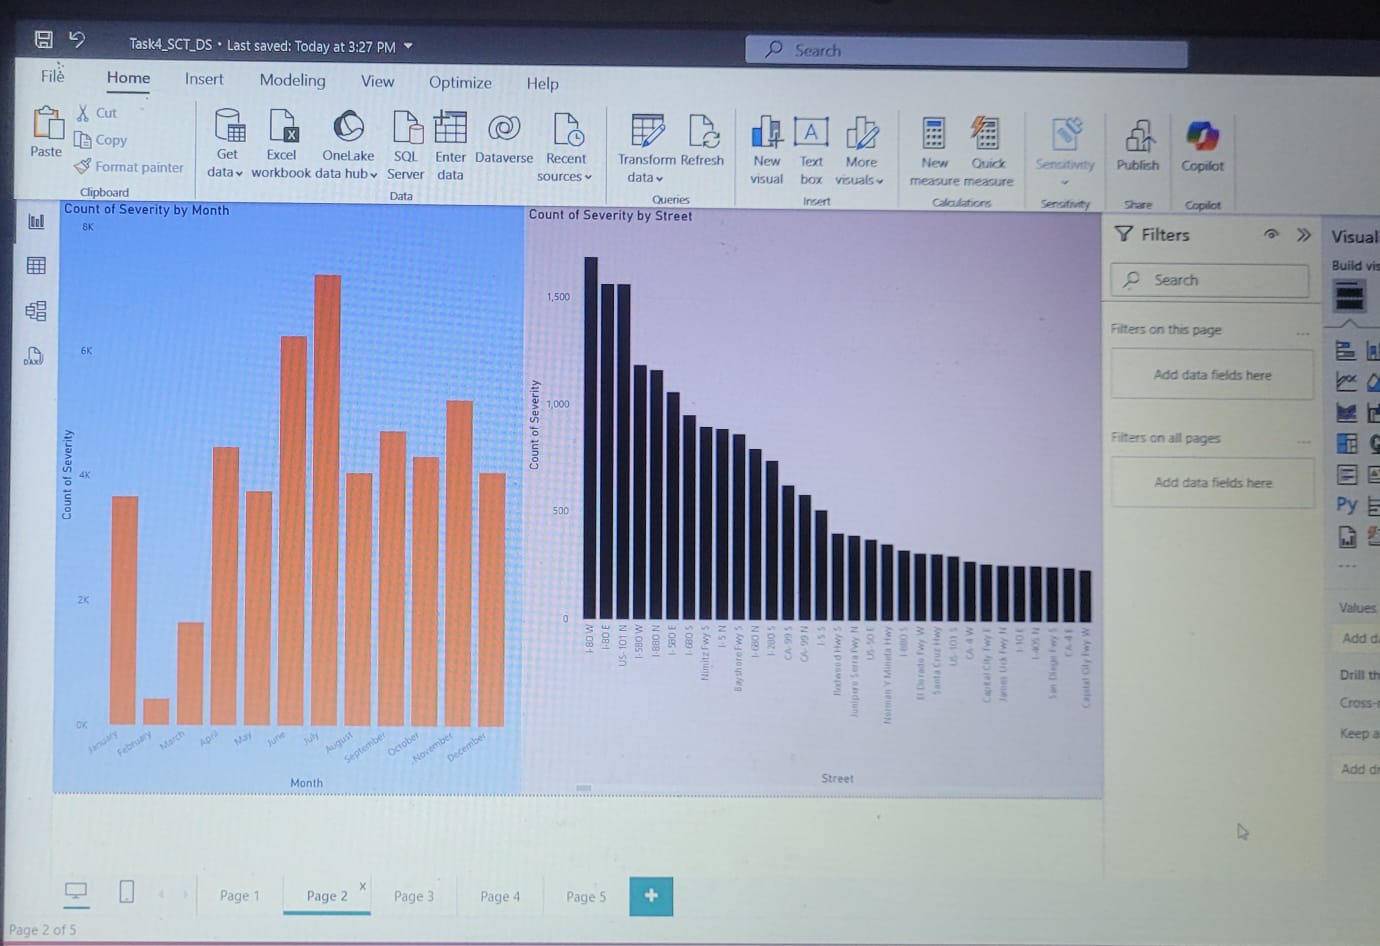 Task4_SCT_DS • Last saved: Today at 3:27 PM
Search
File Home Insert Modeling View Optimize Help
Paste
Cut
Copy
Format painter
Clipboard
Get data
Excel workbook
OneLake data hub
SQL Server
Enter data
Dataverse
Recent sources
Data
Transform data
Refresh
Queries
New visual
Text box
More visuals
Insert
New measure
Quick measure
Calculations
Sensitivity
Sensitivity
Publish
Share
Copilot
Copilot
DAX
Count of Severity by Month
8K
6K
4K
2K
0K
Count of Severity
January
February
March
April
May
June
July
August
September
October
November
December
Month
Count of Severity by Street
1,500
1,000
500
0
Count of Severity
I-80 W
I-80 E
US-101 N
I-580 W
I-880 N
I-580 E
I-680 S
Nimitz Fwy S
I-5 N
Bayshore Fwy S
I-680 N
I-280 S
CA-99 S
CA-99 N
I-5 S
Redwood Hwy S
Junipero Serra Fwy N
US-50 E
Norman Y Mineta Hwy
I-880 S
El Dorado Fwy W
Santa Cruz Hwy
US-101 S
CA-4 W
Capital City Fwy E
James Lick Fwy N
I-10 E
I-405 N
San Diego Fwy S
CA-4 E
Capital City Fwy W
Street
Filters
Search
Filters on this page
Add data fields here
Filters on all pages
Add data fields here
Visual
Build vis
Py
Values
Add da
Drill th
Cross-r
Keep a
Add dr
Page 1
Page 2
Page 3
Page 4
Page 5
Page 2 of 5